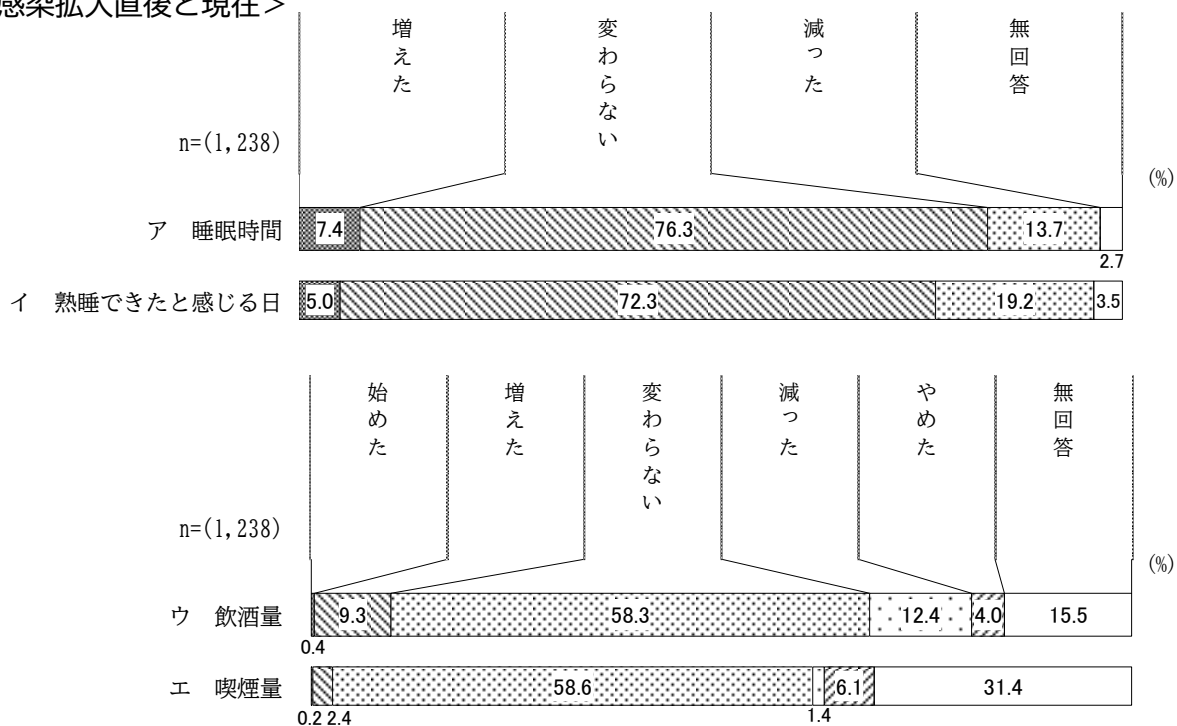 感染拡大直後と現在＞
増えた 変わらない 減った 無回答
n=(1,238)
(%)
ア　睡眠時間 7.4 76.3 13.7 2.7
イ　熟睡できたと感じる日 5.0 72.3 19.2 3.5
始めた 増えた 変わらない 減った やめた 無回答
n=(1,238)
(%)
ウ　飲酒量 0.4 9.3 58.3 12.4 4.0 15.5
エ　喫煙量 0.2 2.4 58.6 1.4 6.1 31.4